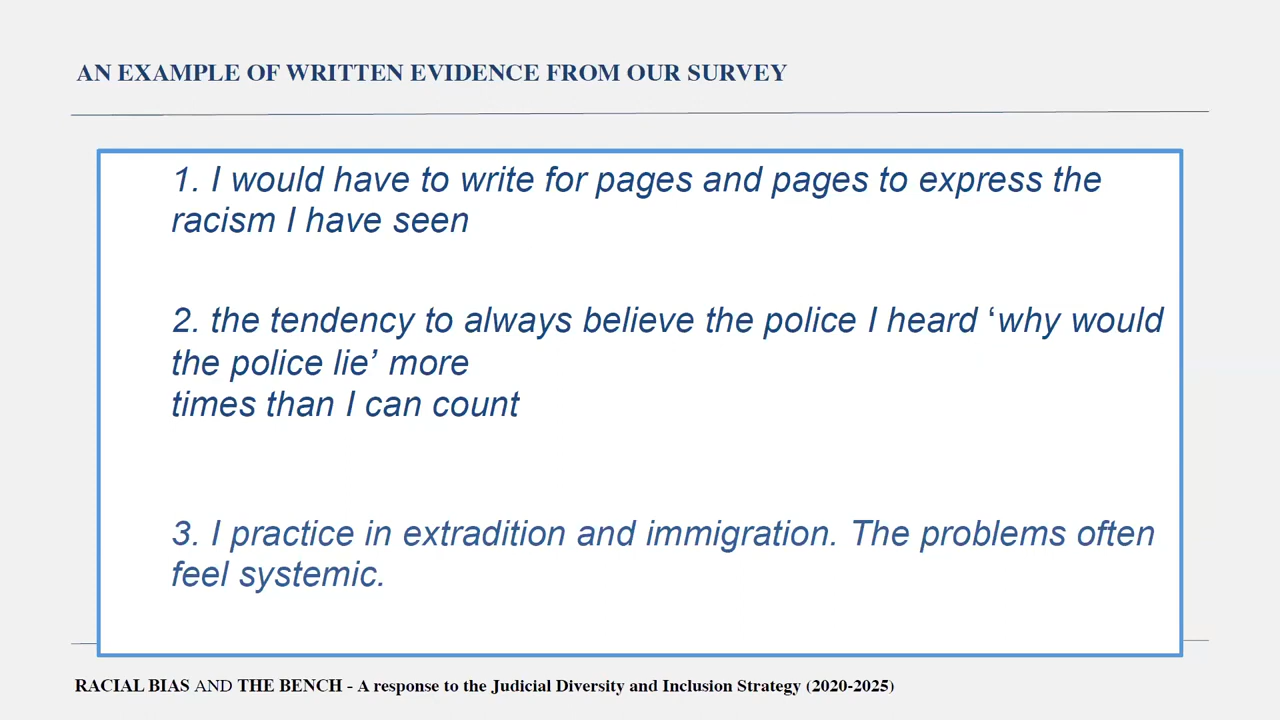 AN EXAMPLE OF WRITTEN EVIDENCE FROM OUR SURVEY
1. I would have to write for pages and pages to express the
racism I have seen
2. the tendency to always believe the police I heard ‘why would
the police lie’ more
times than I can count
3. I practice in extradition and immigration. The problems often
feel systemic.
RACIAL BIAS AND THE BENCH - A response to the Judicial Diversity and Inclusion Strategy (2020-2025)